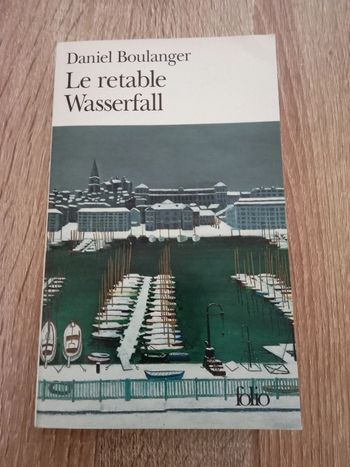 Daniel Boulanger
Le retable
Wasserfall
folio